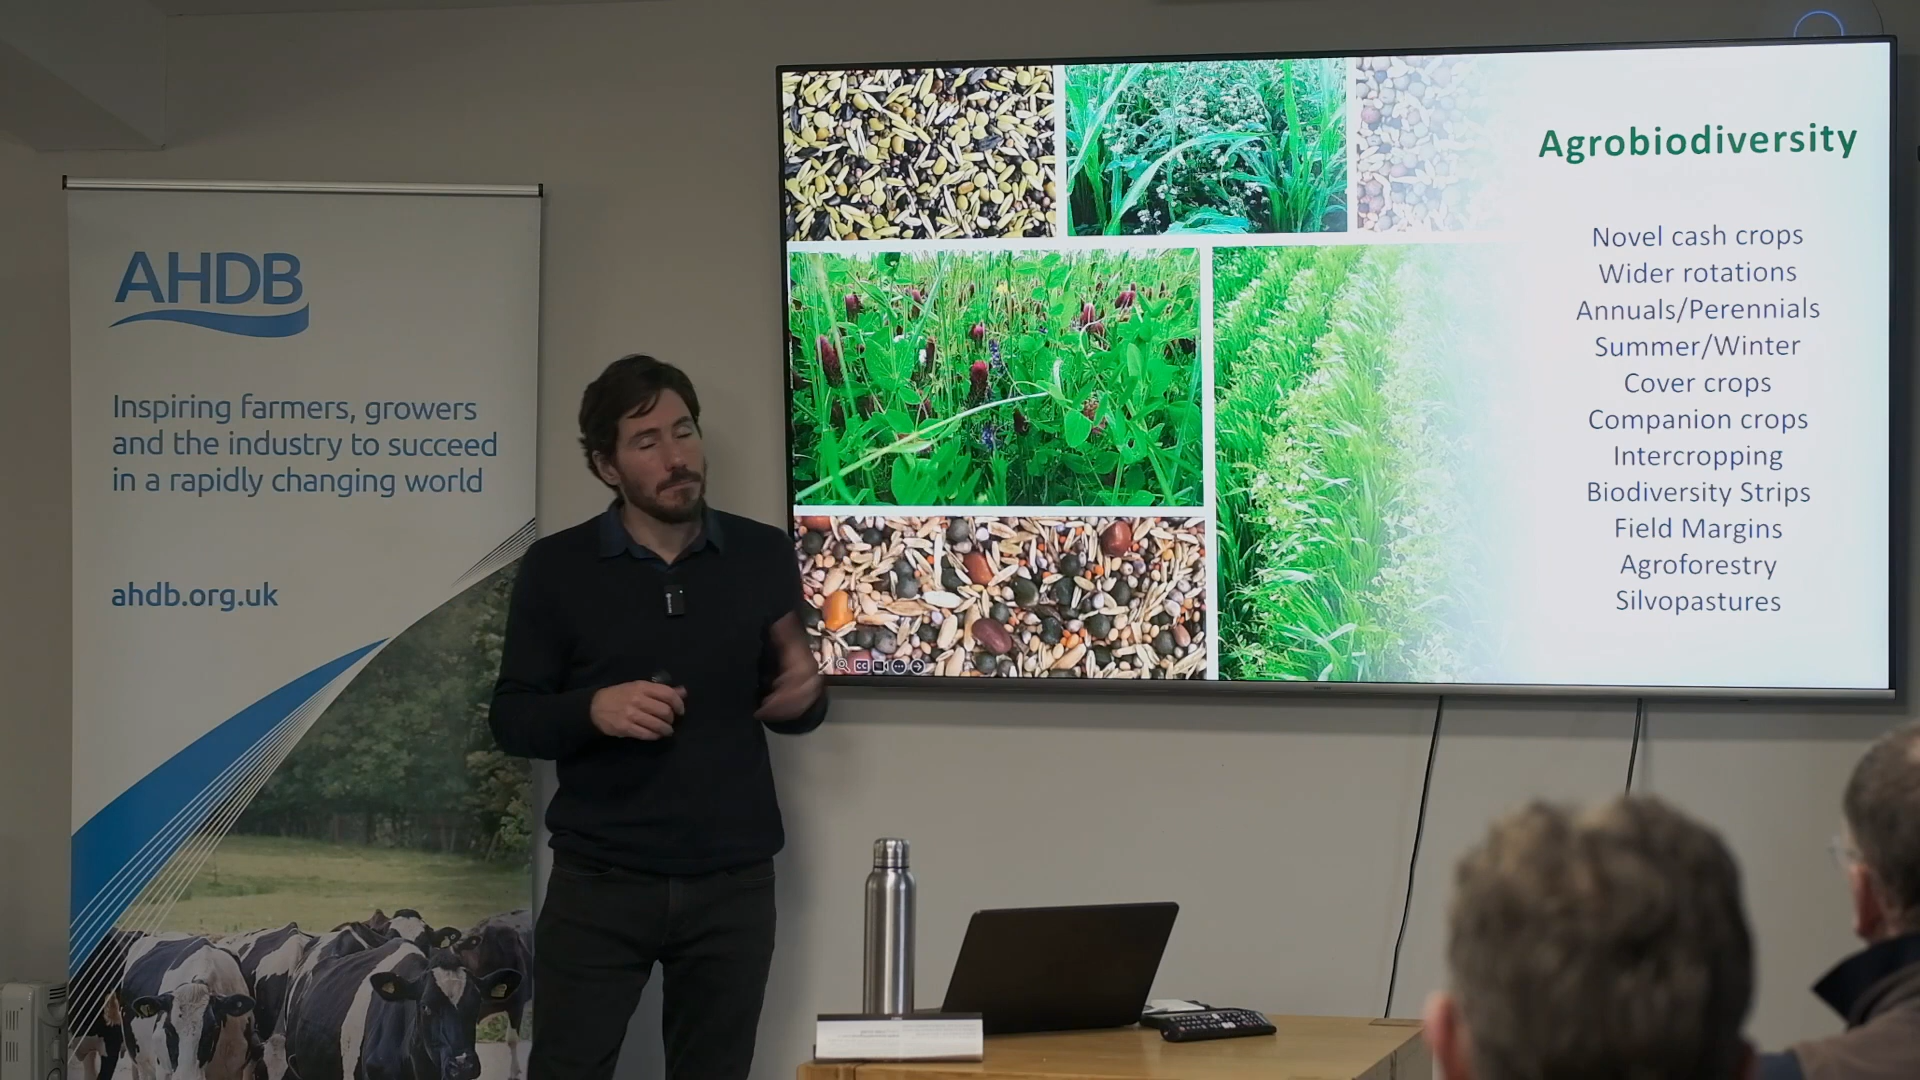 AHDB
Inspiring farmers, growers
and the industry to succeed
in a rapidly changing world
ahdb.org.uk
Agrobiodiversity
Novel cash crops
Wider rotations
Annuals/Perennials
Summer/Winter
Cover crops
Companion crops
Intercropping
Biodiversity Strips
Field Margins
Agroforestry
Silvopastures
CC